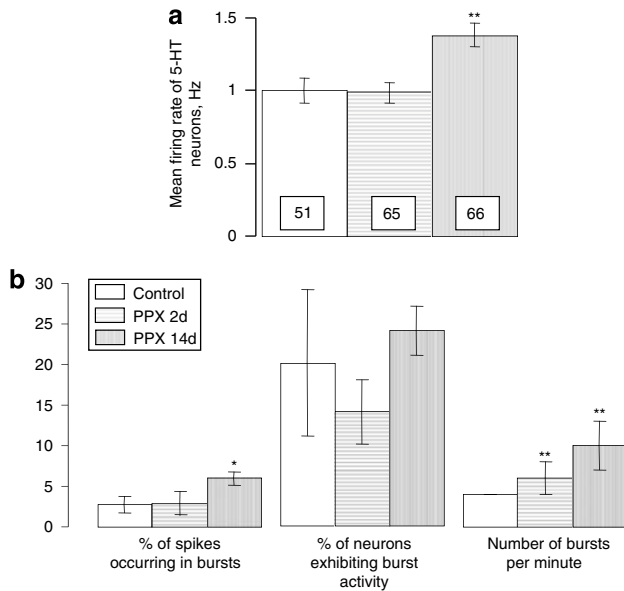 a
1.5
1
0.5
0
Mean firing rate of 5-HT
neurons, Hz
**
51
65
66
b
30
25
20
15
10
5
0
Control
PPX 2d
PPX 14d
*
**
**
% of spikes
occurring in bursts
% of neurons
exhibiting burst
activity
Number of bursts
per minute